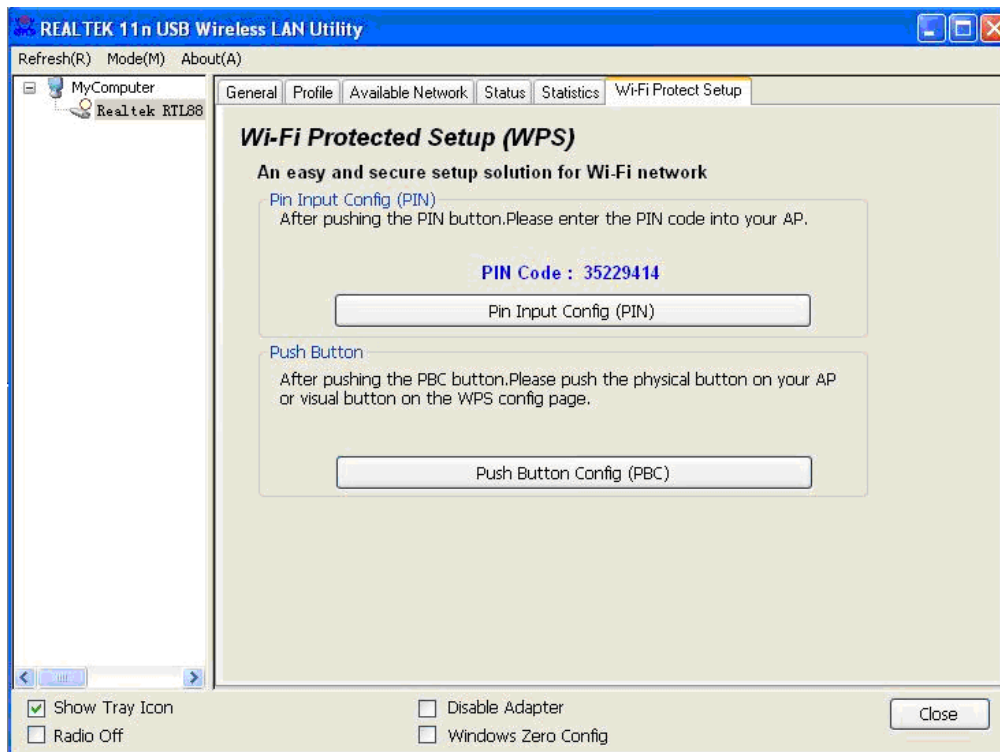 REALTEK 11n USB Wireless LAN Utility
Refresh(R) Mode(M) About(A)
MyComputer
Realtek RTL88
General Profile Available Network Status Statistics Wi-Fi Protect Setup
Wi-Fi Protected Setup (WPS)
An easy and secure setup solution for Wi-Fi network
Pin Input Config (PIN)
After pushing the PIN button.Please enter the PIN code into your AP.
PIN Code : 35229414
Pin Input Config (PIN)
Push Button
After pushing the PBC button.Please push the physical button on your AP
or visual button on the WPS config page.
Push Button Config (PBC)
Show Tray Icon
Radio Off
Disable Adapter
Windows Zero Config
Close